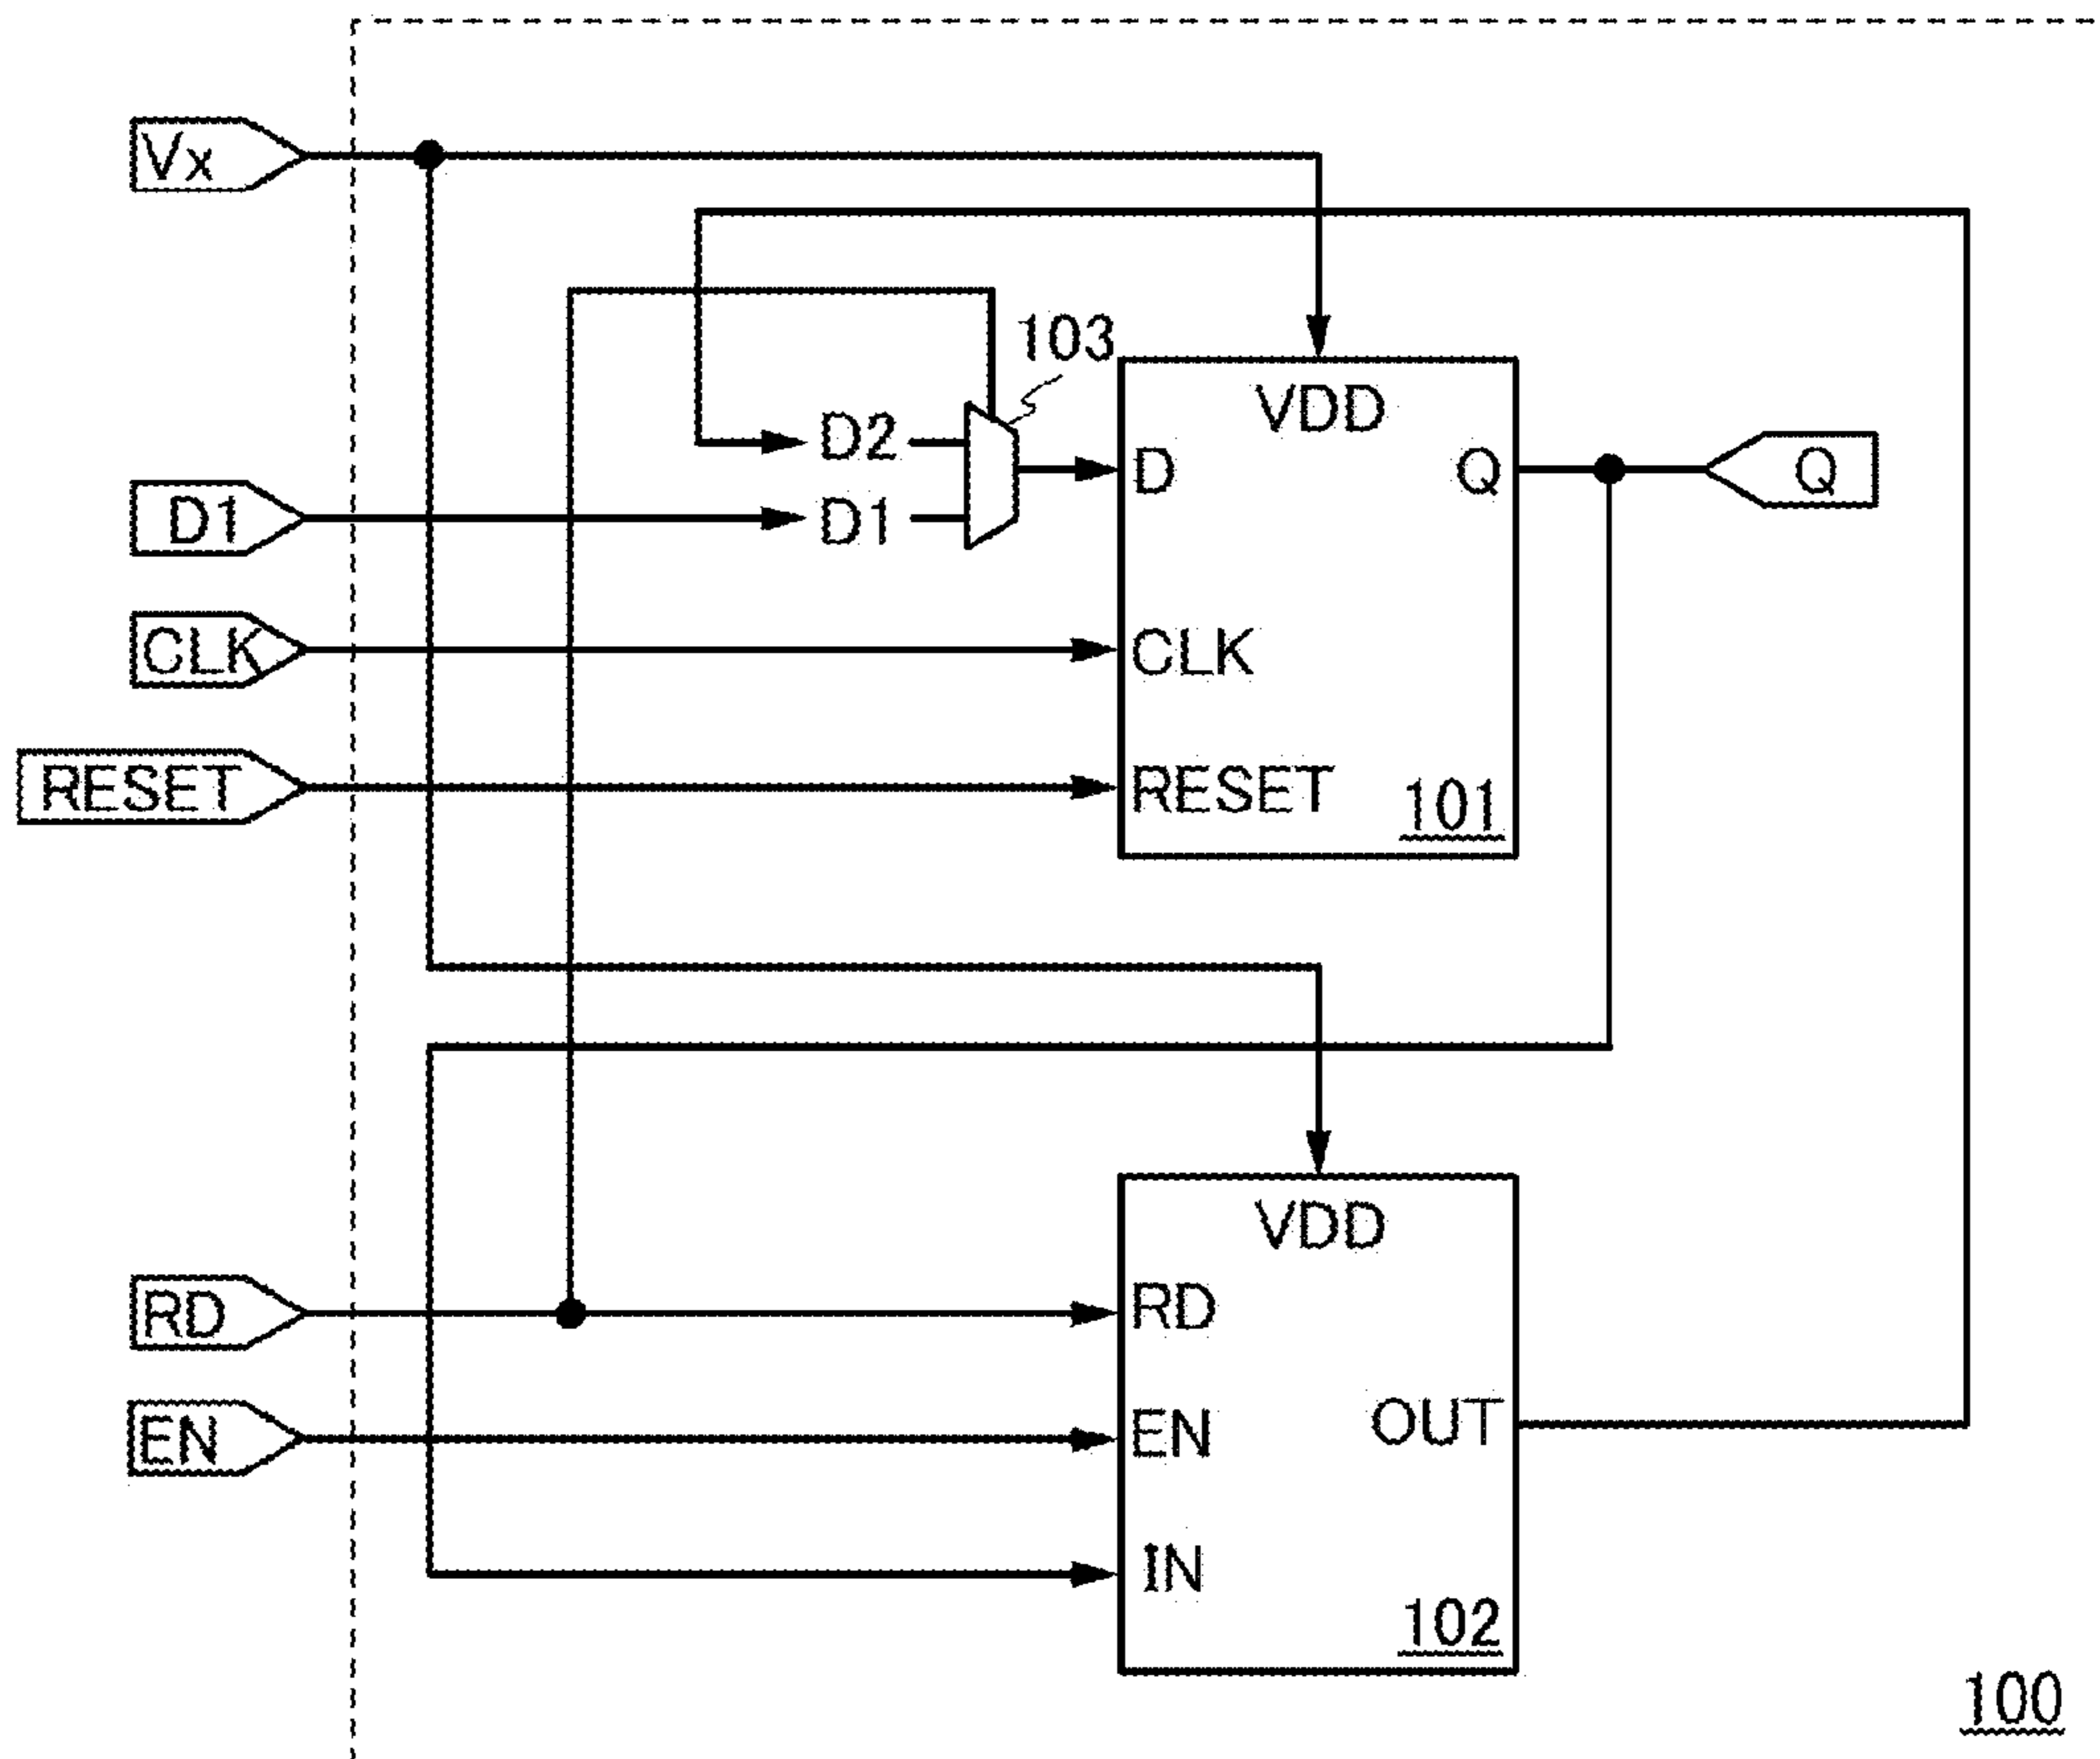 Vx
103
VDD
D2
D
Q
Q
D1
D1
CLK
CLK
RESET
RESET
101
VDD
RD
RD
EN
EN
OUT
IN
102
100